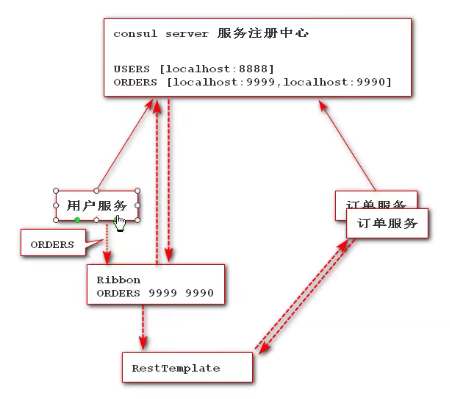 consul server 服务注册中心
USERS [localhost:8888]
ORDERS [localhost:9999,localhost:9990]
用户服务
订单服务
订单服务
ORDERS
Ribbon
ORDERS 9999 9990
RestTemplate